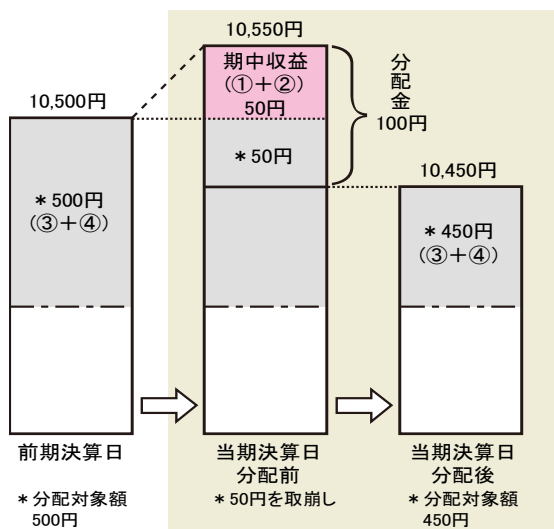 10,550円
期中収益
(①+②)
50円
分配金
100円
10,500円
*50円
10,450円
*500円
(③+④)
*450円
(③+④)
前期決算日
当期決算日
分配前
当期決算日
分配後
*分配対象額
500円
*50円を取崩し
*分配対象額
450円